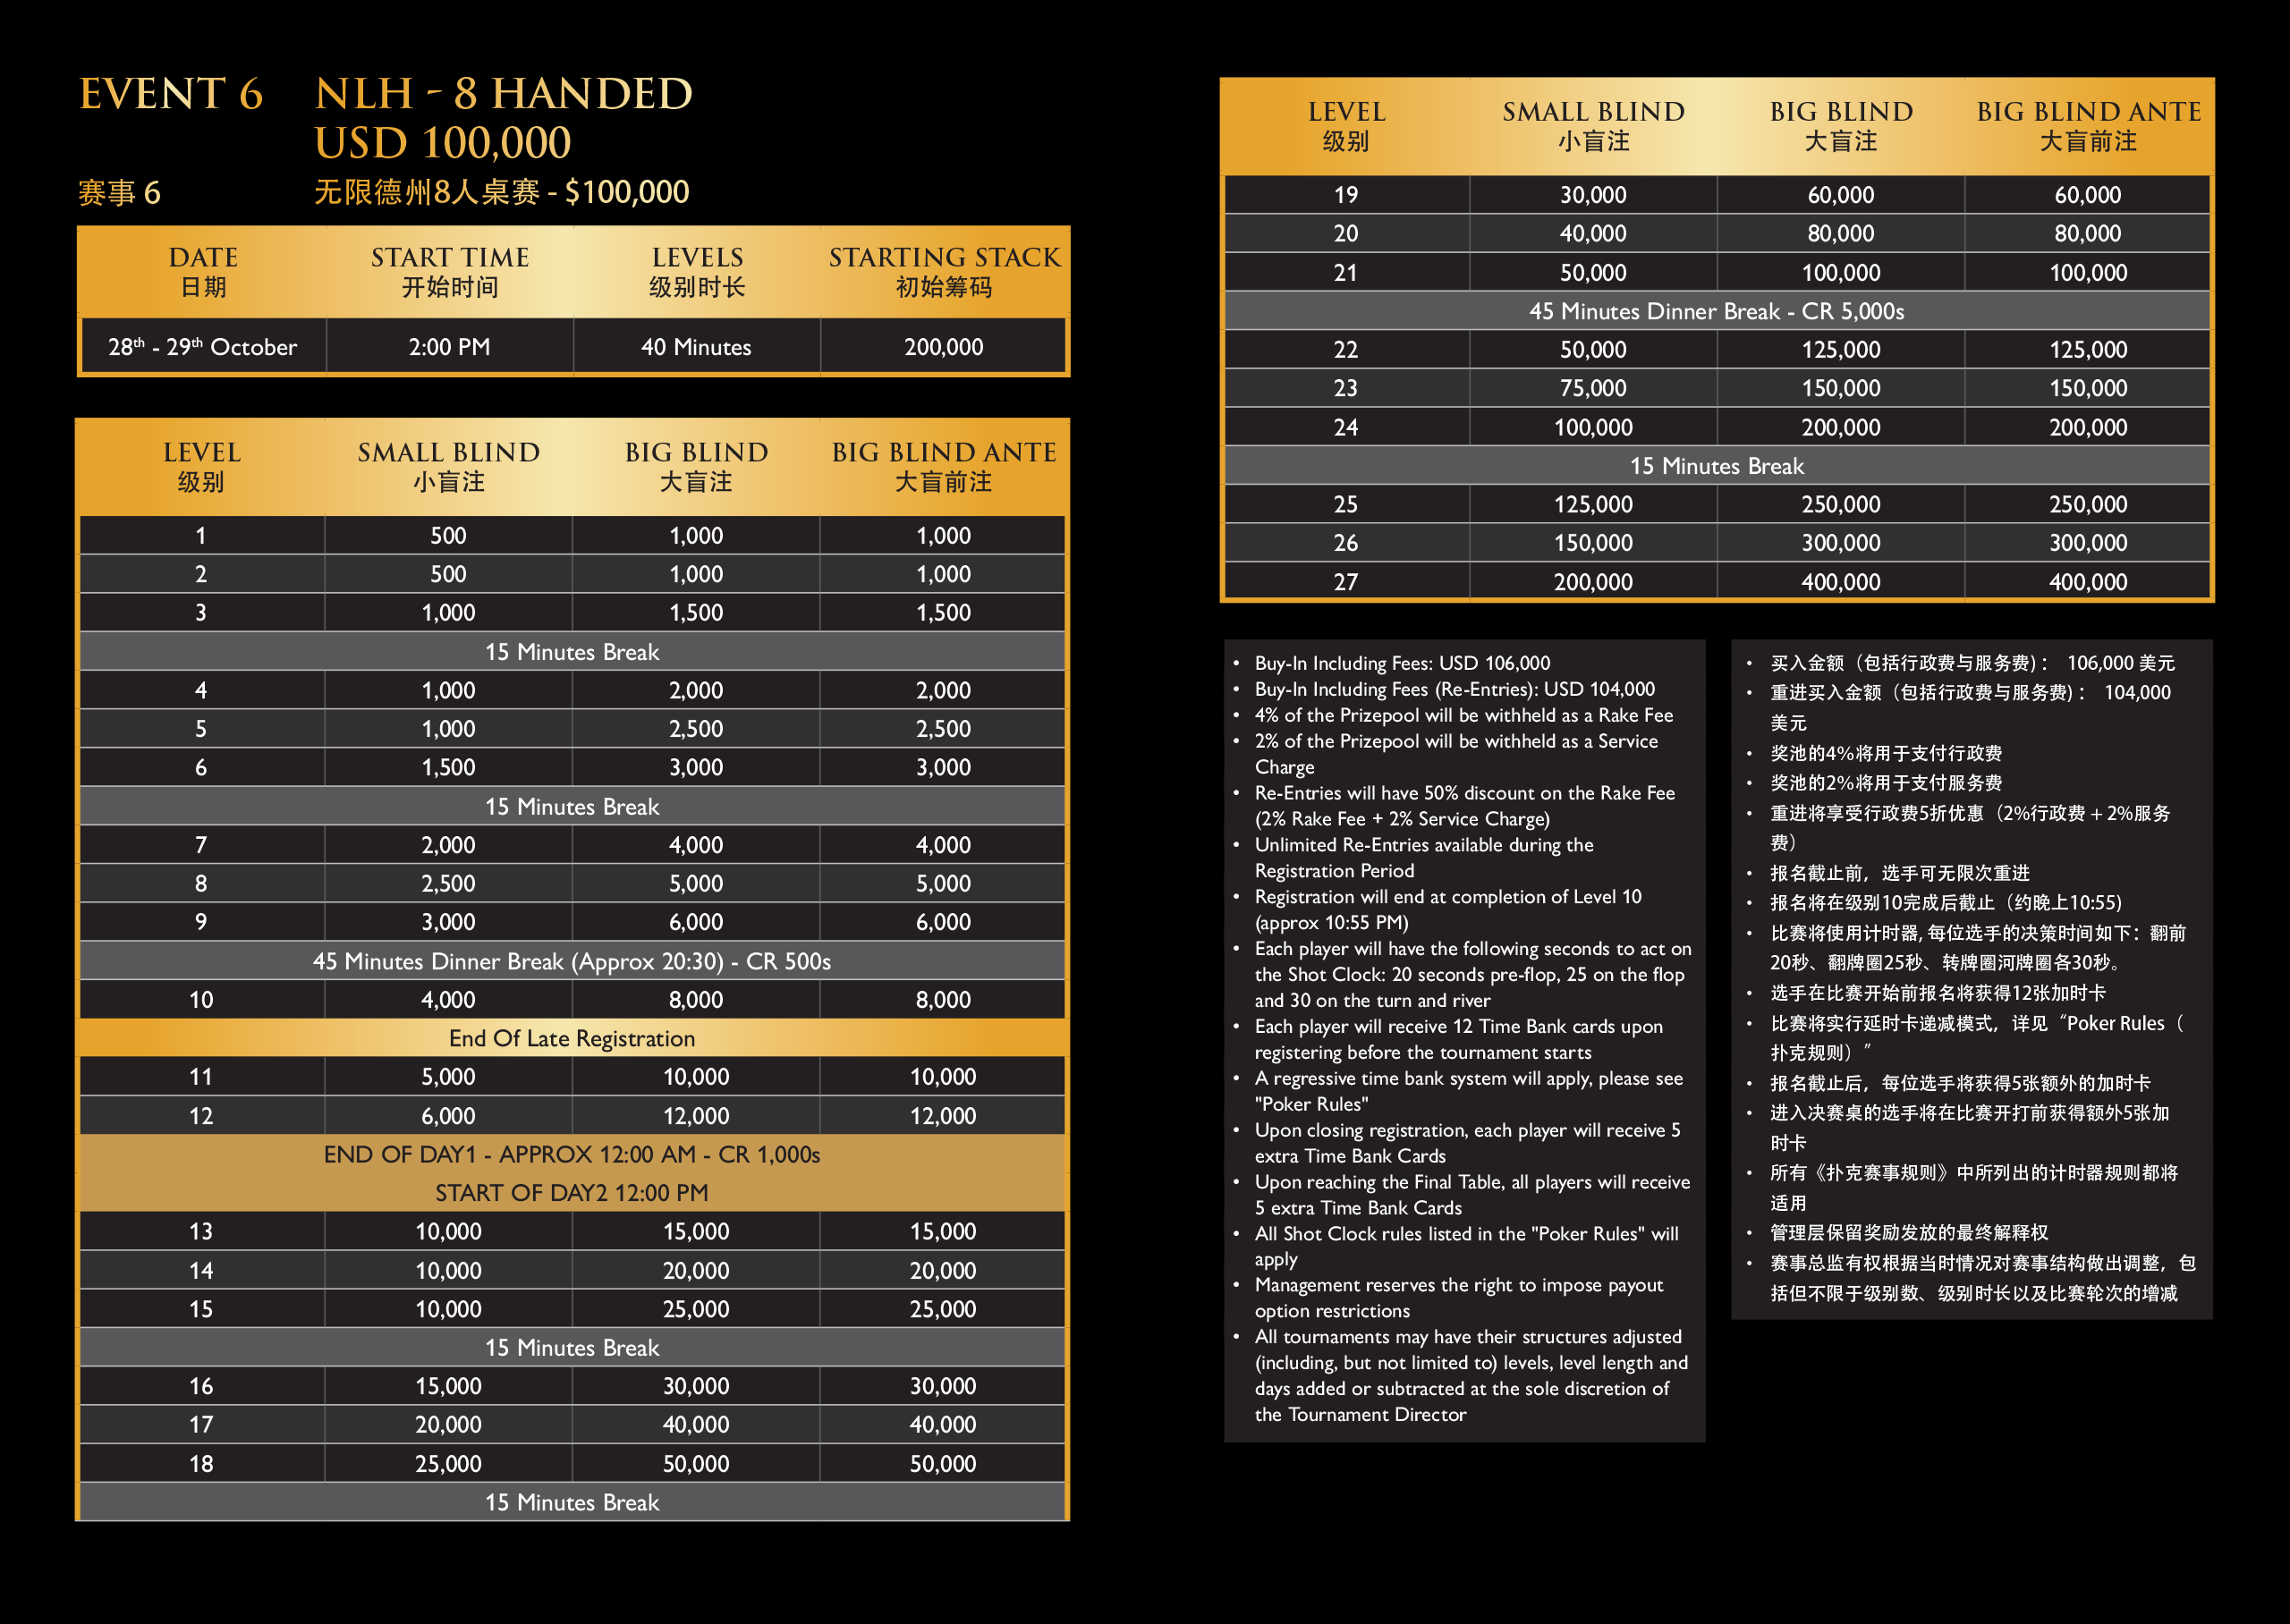 EVENT 6 NLH - 8 HANDED
USD 100,000
赛事 6 无限德州8人桌赛 - $100,000
DATE START TIME LEVELS STARTING STACK
日期 开始时间 级别时长 初始筹码
28th - 29th October 2:00 PM 40 Minutes 200,000
LEVEL SMALL BLIND BIG BLIND BIG BLIND ANTE
级别 小盲注 大盲注 大盲前注
1 500 1,000 1,000
2 500 1,000 1,000
3 1,000 1,500 1,500
15 Minutes Break
4 1,000 2,000 2,000
5 1,000 2,500 2,500
6 1,500 3,000 3,000
15 Minutes Break
7 2,000 4,000 4,000
8 2,500 5,000 5,000
9 3,000 6,000 6,000
45 Minutes Dinner Break (Approx 20:30) - CR 500s
10 4,000 8,000 8,000
End Of Late Registration
11 5,000 10,000 10,000
12 6,000 12,000 12,000
END OF DAY1 - APPROX 12:00 AM - CR 1,000s
START OF DAY2 12:00 PM
13 10,000 15,000 15,000
14 10,000 20,000 20,000
15 10,000 25,000 25,000
15 Minutes Break
16 15,000 30,000 30,000
17 20,000 40,000 40,000
18 25,000 50,000 50,000
15 Minutes Break
LEVEL SMALL BLIND BIG BLIND BIG BLIND ANTE
级别 小盲注 大盲注 大盲前注
19 30,000 60,000 60,000
20 40,000 80,000 80,000
21 50,000 100,000 100,000
45 Minutes Dinner Break - CR 5,000s
22 50,000 125,000 125,000
23 75,000 150,000 150,000
24 100,000 200,000 200,000
15 Minutes Break
25 125,000 250,000 250,000
26 150,000 300,000 300,000
27 200,000 400,000 400,000
• Buy-In Including Fees: USD 106,000
• Buy-In Including Fees (Re-Entries): USD 104,000
• 4% of the Prizepool will be withheld as a Rake Fee
• 2% of the Prizepool will be withheld as a Service
Charge
• Re-Entries will have 50% discount on the Rake Fee
(2% Rake Fee + 2% Service Charge)
• Unlimited Re-Entries available during the
Registration Period
• Registration will end at completion of Level 10
(approx 10:55 PM)
• Each player will have the following seconds to act on
the Shot Clock: 20 seconds pre-flop, 25 on the flop
and 30 on the turn and river
• Each player will receive 12 Time Bank cards upon
registering before the tournament starts
• A regressive time bank system will apply, please see
"Poker Rules"
• Upon closing registration, each player will receive 5
extra Time Bank Cards
• Upon reaching the Final Table, all players will receive
5 extra Time Bank Cards
• All Shot Clock rules listed in the "Poker Rules" will
apply
• Management reserves the right to impose payout
option restrictions
• All tournaments may have their structures adjusted
(including, but not limited to) levels, level length and
days added or subtracted at the sole discretion of
the Tournament Director
• 买入金额（包括行政费与服务费)： 106,000 美元
• 重进买入金额（包括行政费与服务费)： 104,000
美元
• 奖池的4%将用于支付行政费
• 奖池的2%将用于支付服务费
• 重进将享受行政费5折优惠（2%行政费 + 2%服务
费）
• 报名截止前，选手可无限次重进
• 报名将在级别10完成后截止（约晚上10:55)
• 比赛将使用计时器, 每位选手的决策时间如下：翻前
20秒、翻牌圈25秒、转牌圈河牌圈各30秒。
• 选手在比赛开始前报名将获得12张加时卡
• 比赛将实行延时卡递减模式，详见“Poker Rules（
扑克规则）”
• 报名截止后，每位选手将获得5张额外的加时卡
• 进入决赛桌的选手将在比赛开打前获得额外5张加
时卡
• 所有《扑克赛事规则》中所列出的计时器规则都将
适用
• 管理层保留奖励发放的最终解释权
• 赛事总监有权根据当时情况对赛事结构做出调整，包
括但不限于级别数、级别时长以及比赛轮次的增减